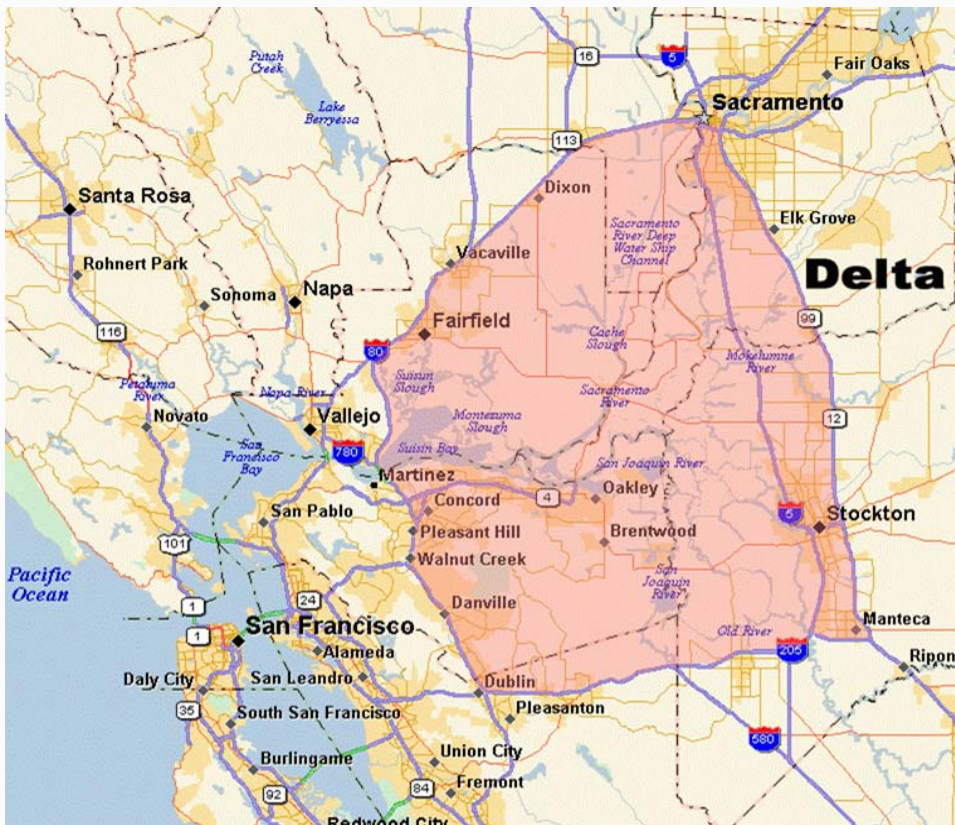 Putah
Creek
16
5
Fair Oaks
Lake
Berryessa
Sacramento
113
Dixon
Santa Rosa
Sacramento
River Deep
Water Ship
Channel
Elk Grove
Vacaville
Rohnert Park
Sonoma
Napa
Delta
Fairfield
99
116
80
Cache
Slough
Mokelumne
River
Suisun
Slough
Petaluma
River
Napa River
Sacramento
River
Novato
Vallejo
Montezuma
Slough
12
San
Francisco
Bay
780
Suisin Bay
San Joaquin River
Martinez
Concord
4
Oakley
San Pablo
5
Stockton
Pleasant Hill
Brentwood
101
Walnut Creek
Pacific
Ocean
San
Joaquin
River
1
24
Danville
Manteca
1
San Francisco
Old River
Alameda
205
Ripon
Daly City
San Leandro
Dublin
35
South San Francisco
Pleasanton
580
Union City
Burlingame
Fremont
92
84
Redwood City